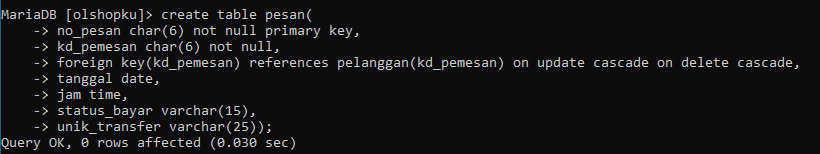 MariaDB [olshopku]> create table pesan(
    -> no_pesan char(6) not null primary key,
    -> kd_pemesan char(6) not null,
    -> foreign key(kd_pemesan) references pelanggan(kd_pemesan) on update cascade on delete cascade,
    -> tanggal date,
    -> jam time,
    -> status_bayar varchar(15),
    -> unik_transfer varchar(25));
Query OK, 0 rows affected (0.030 sec)